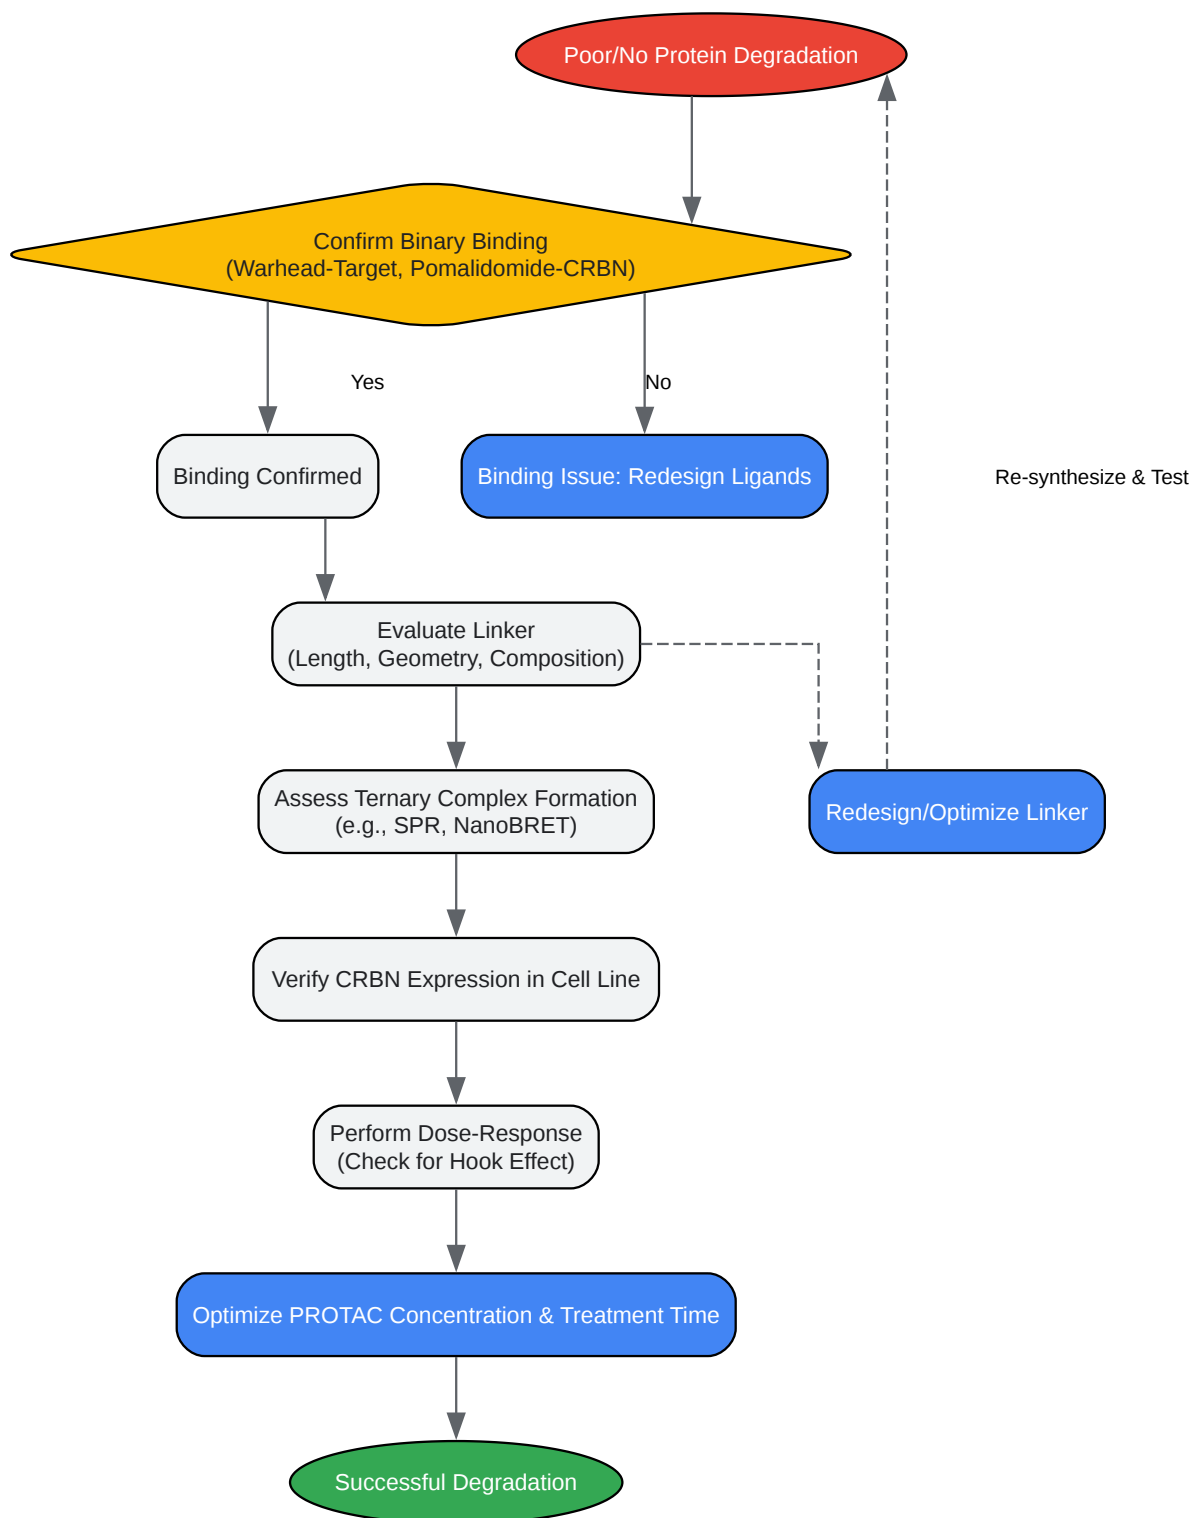 Poor/No Protein Degradation
Confirm Binary Binding
(Warhead-Target, Pomalidomide-CRBN)
Yes
No
Binding Confirmed
Binding Issue: Redesign Ligands
Re-synthesize & Test
Evaluate Linker
(Length, Geometry, Composition)
Assess Ternary Complex Formation
(e.g., SPR, NanoBRET)
Redesign/Optimize Linker
Verify CRBN Expression in Cell Line
Perform Dose-Response
(Check for Hook Effect)
Optimize PROTAC Concentration & Treatment Time
Successful Degradation